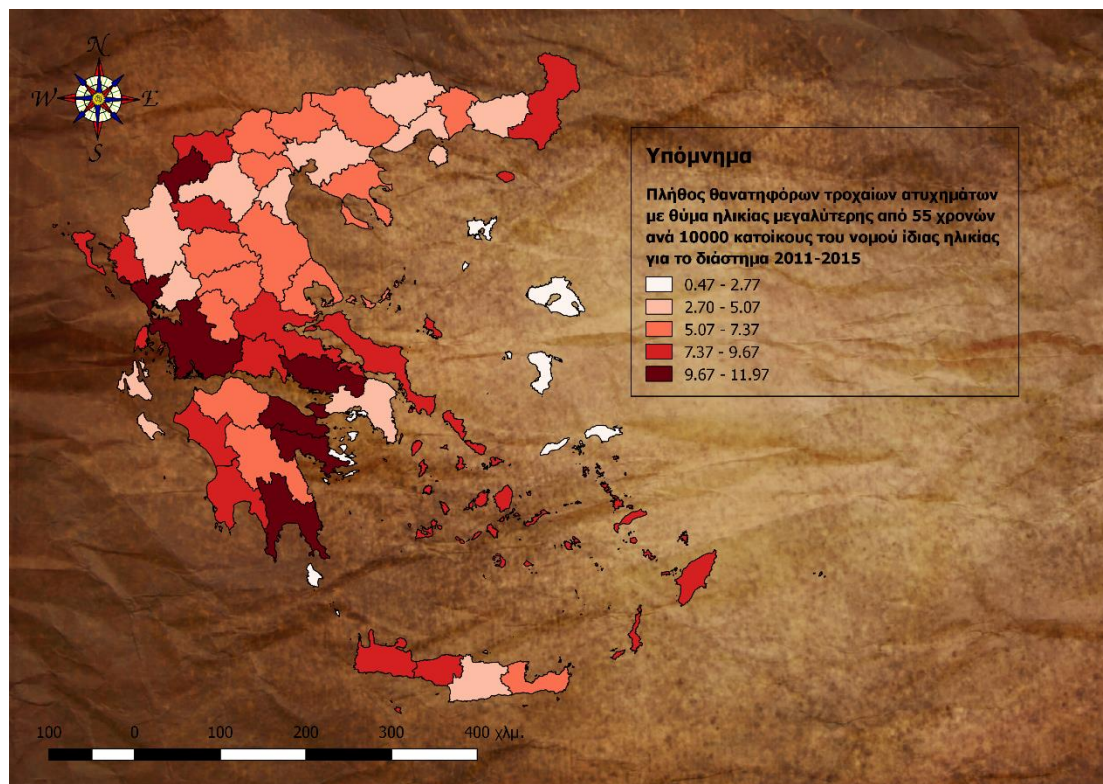 N
W E
S
Υπόμνημα
Πλήθος θανατηφόρων τροχαίων ατυχημάτων
με θύμα ηλικίας μεγαλύτερης από 55 χρονών
ανά 10000 κατοίκους του νομού ίδιας ηλικίας
για το διάστημα 2011-2015
0.47 - 2.77
2.70 - 5.07
5.07 - 7.37
7.37 - 9.67
9.67 - 11.97
100 0 100 200 300 400 χλμ.